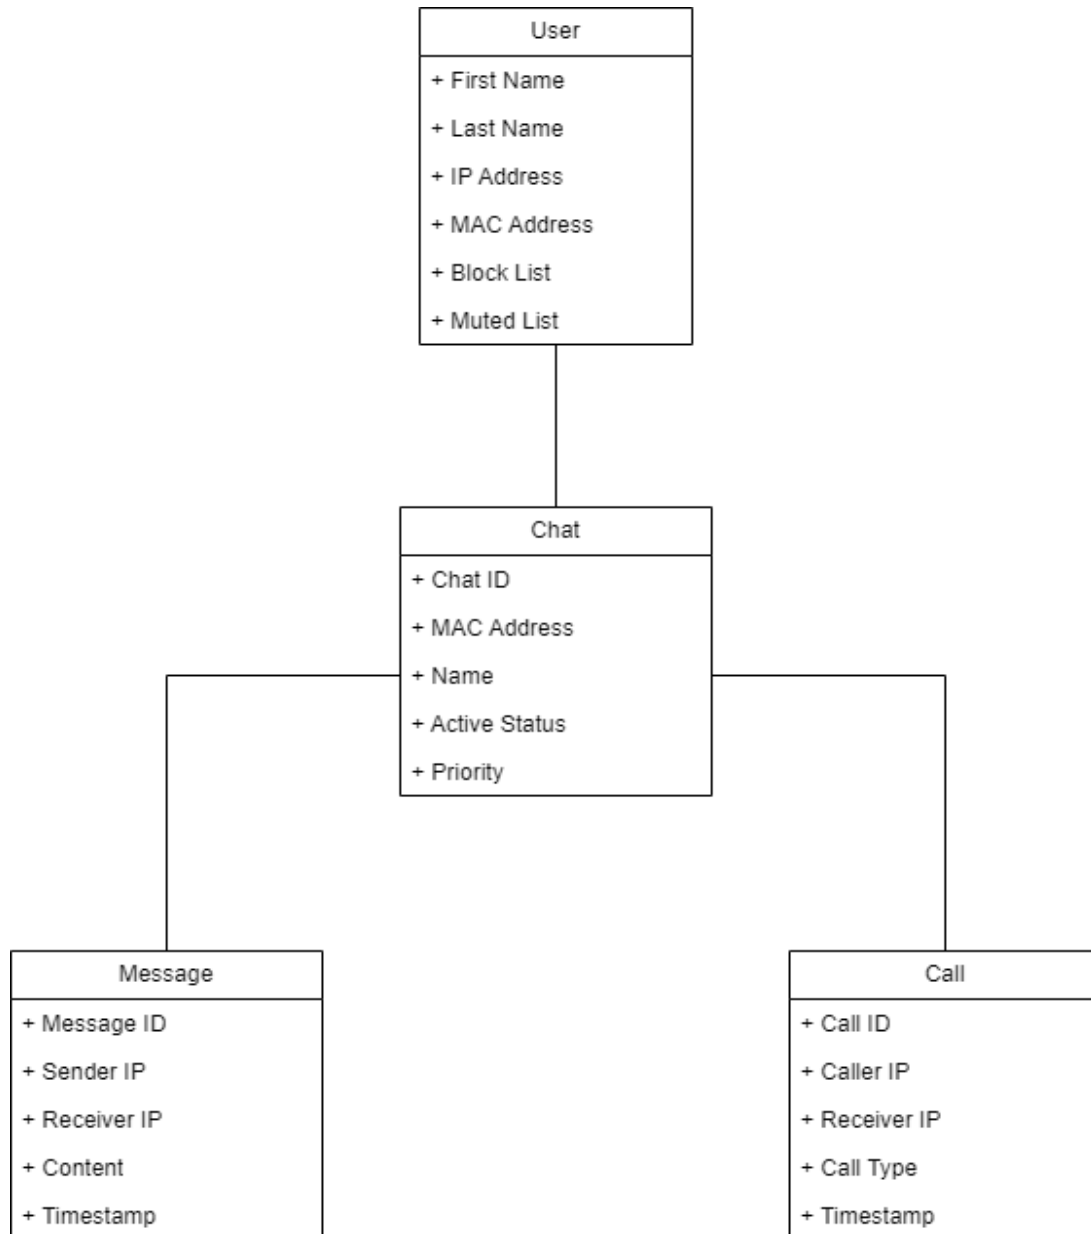 User
+ First Name
+ Last Name
+ IP Address
+ MAC Address
+ Block List
+ Muted List
Chat
+ Chat ID
+ MAC Address
+ Name
+ Active Status
+ Priority
Message
+ Message ID
+ Sender IP
+ Receiver IP
+ Content
+ Timestamp
Call
+ Call ID
+ Caller IP
+ Receiver IP
+ Call Type
+ Timestamp